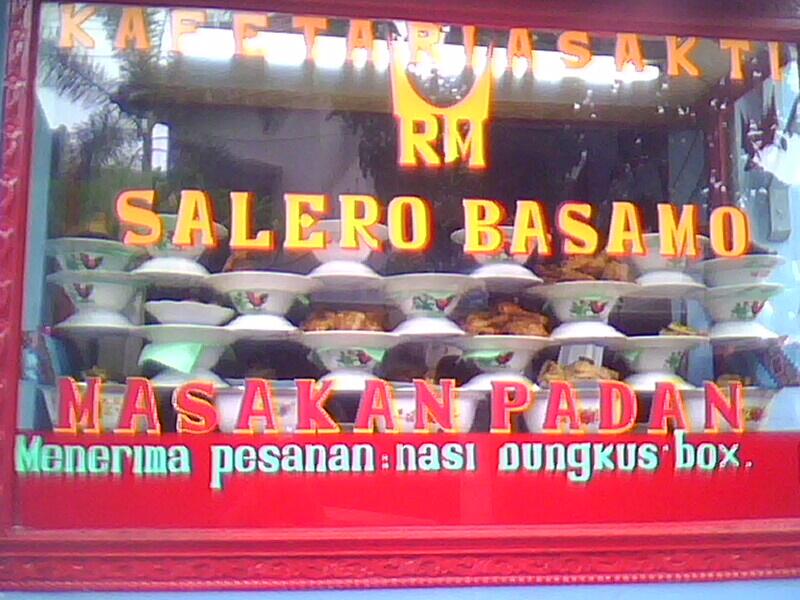 KAFETARIA SAKTI
RM
SALERO BASAMO
MASAKAN PADAN
Menerima pesanan : nasi bungkus box.